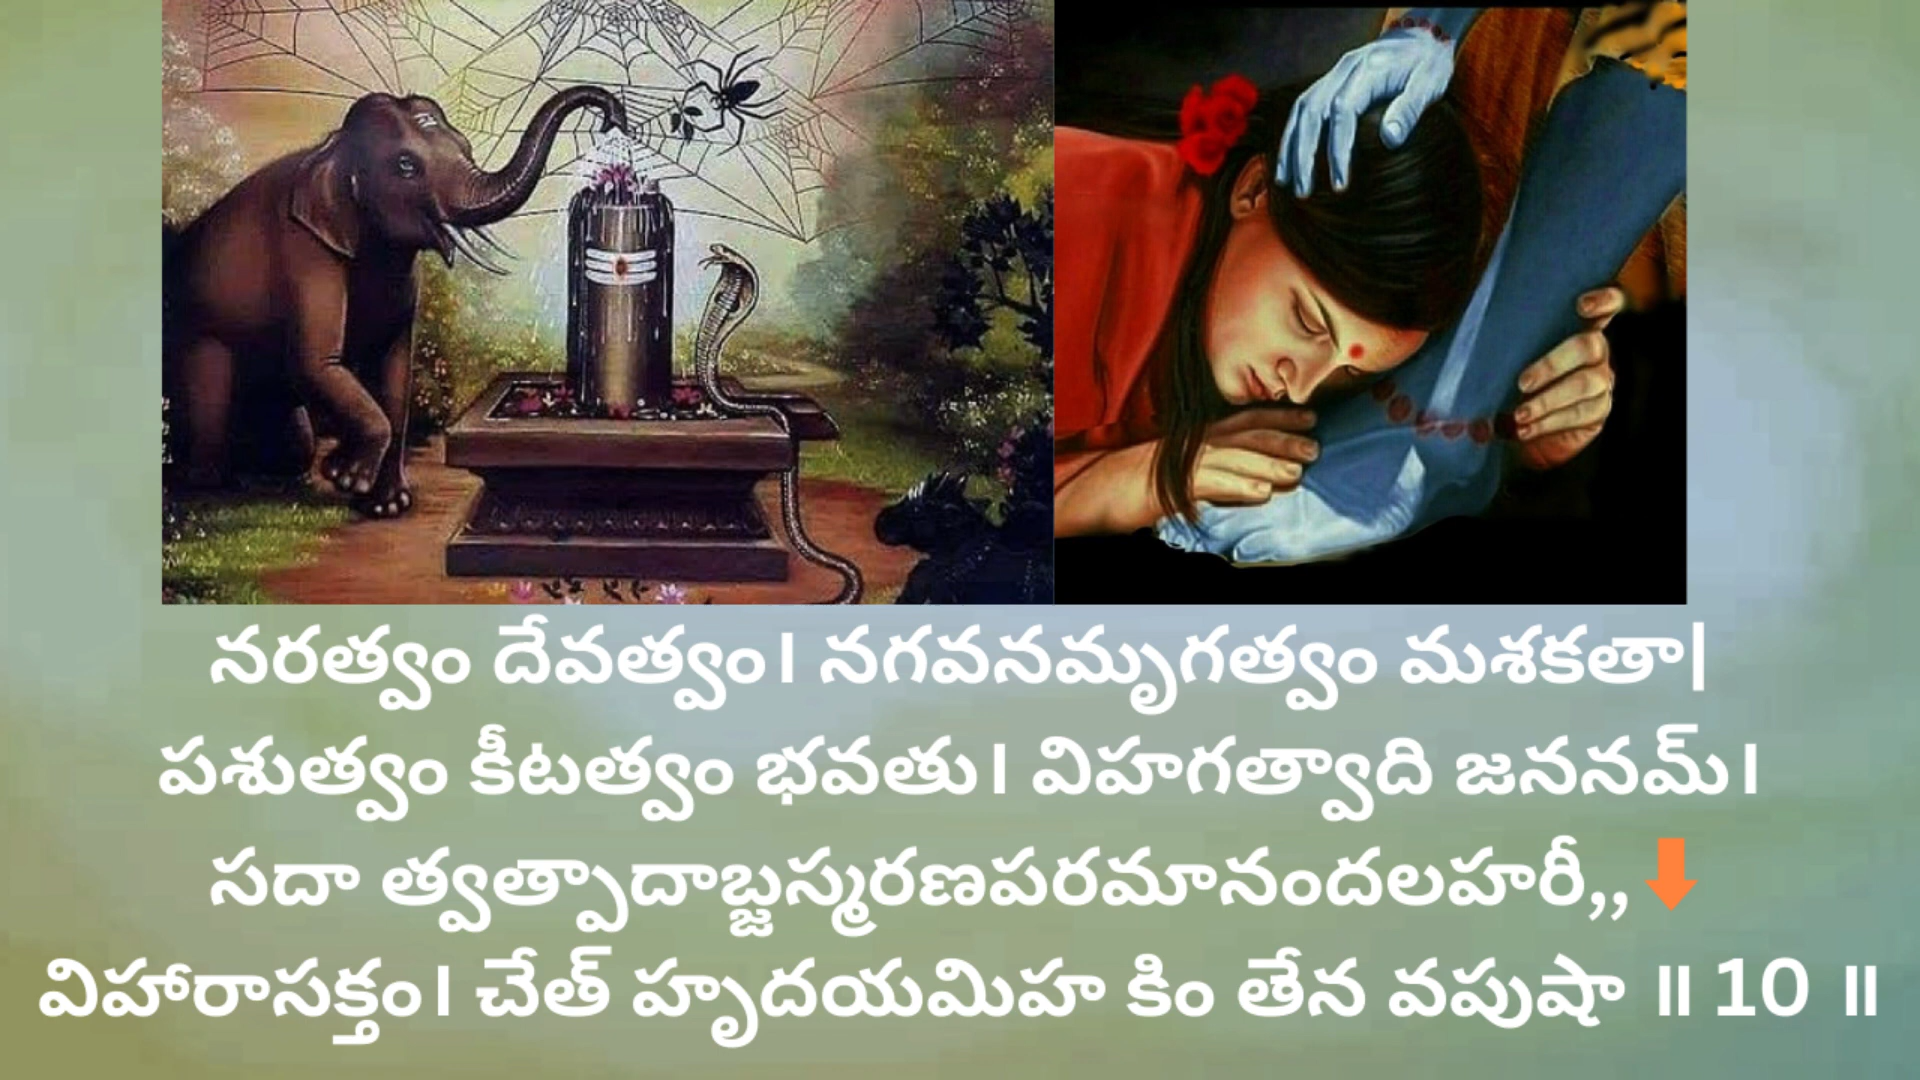 నరత్వం దేవత్వం। నగవనమృగత్వం మశకతా|
పశుత్వం కీటత్వం భవతు। విహగత్వాది జననమ్।
సదా త్వత్పాదాబ్జస్మరణపరమానందలహరీ,,
విహారాసక్తం। చేత్ హృదయమిహ కిం తేన వపుషా ॥ 10 ॥